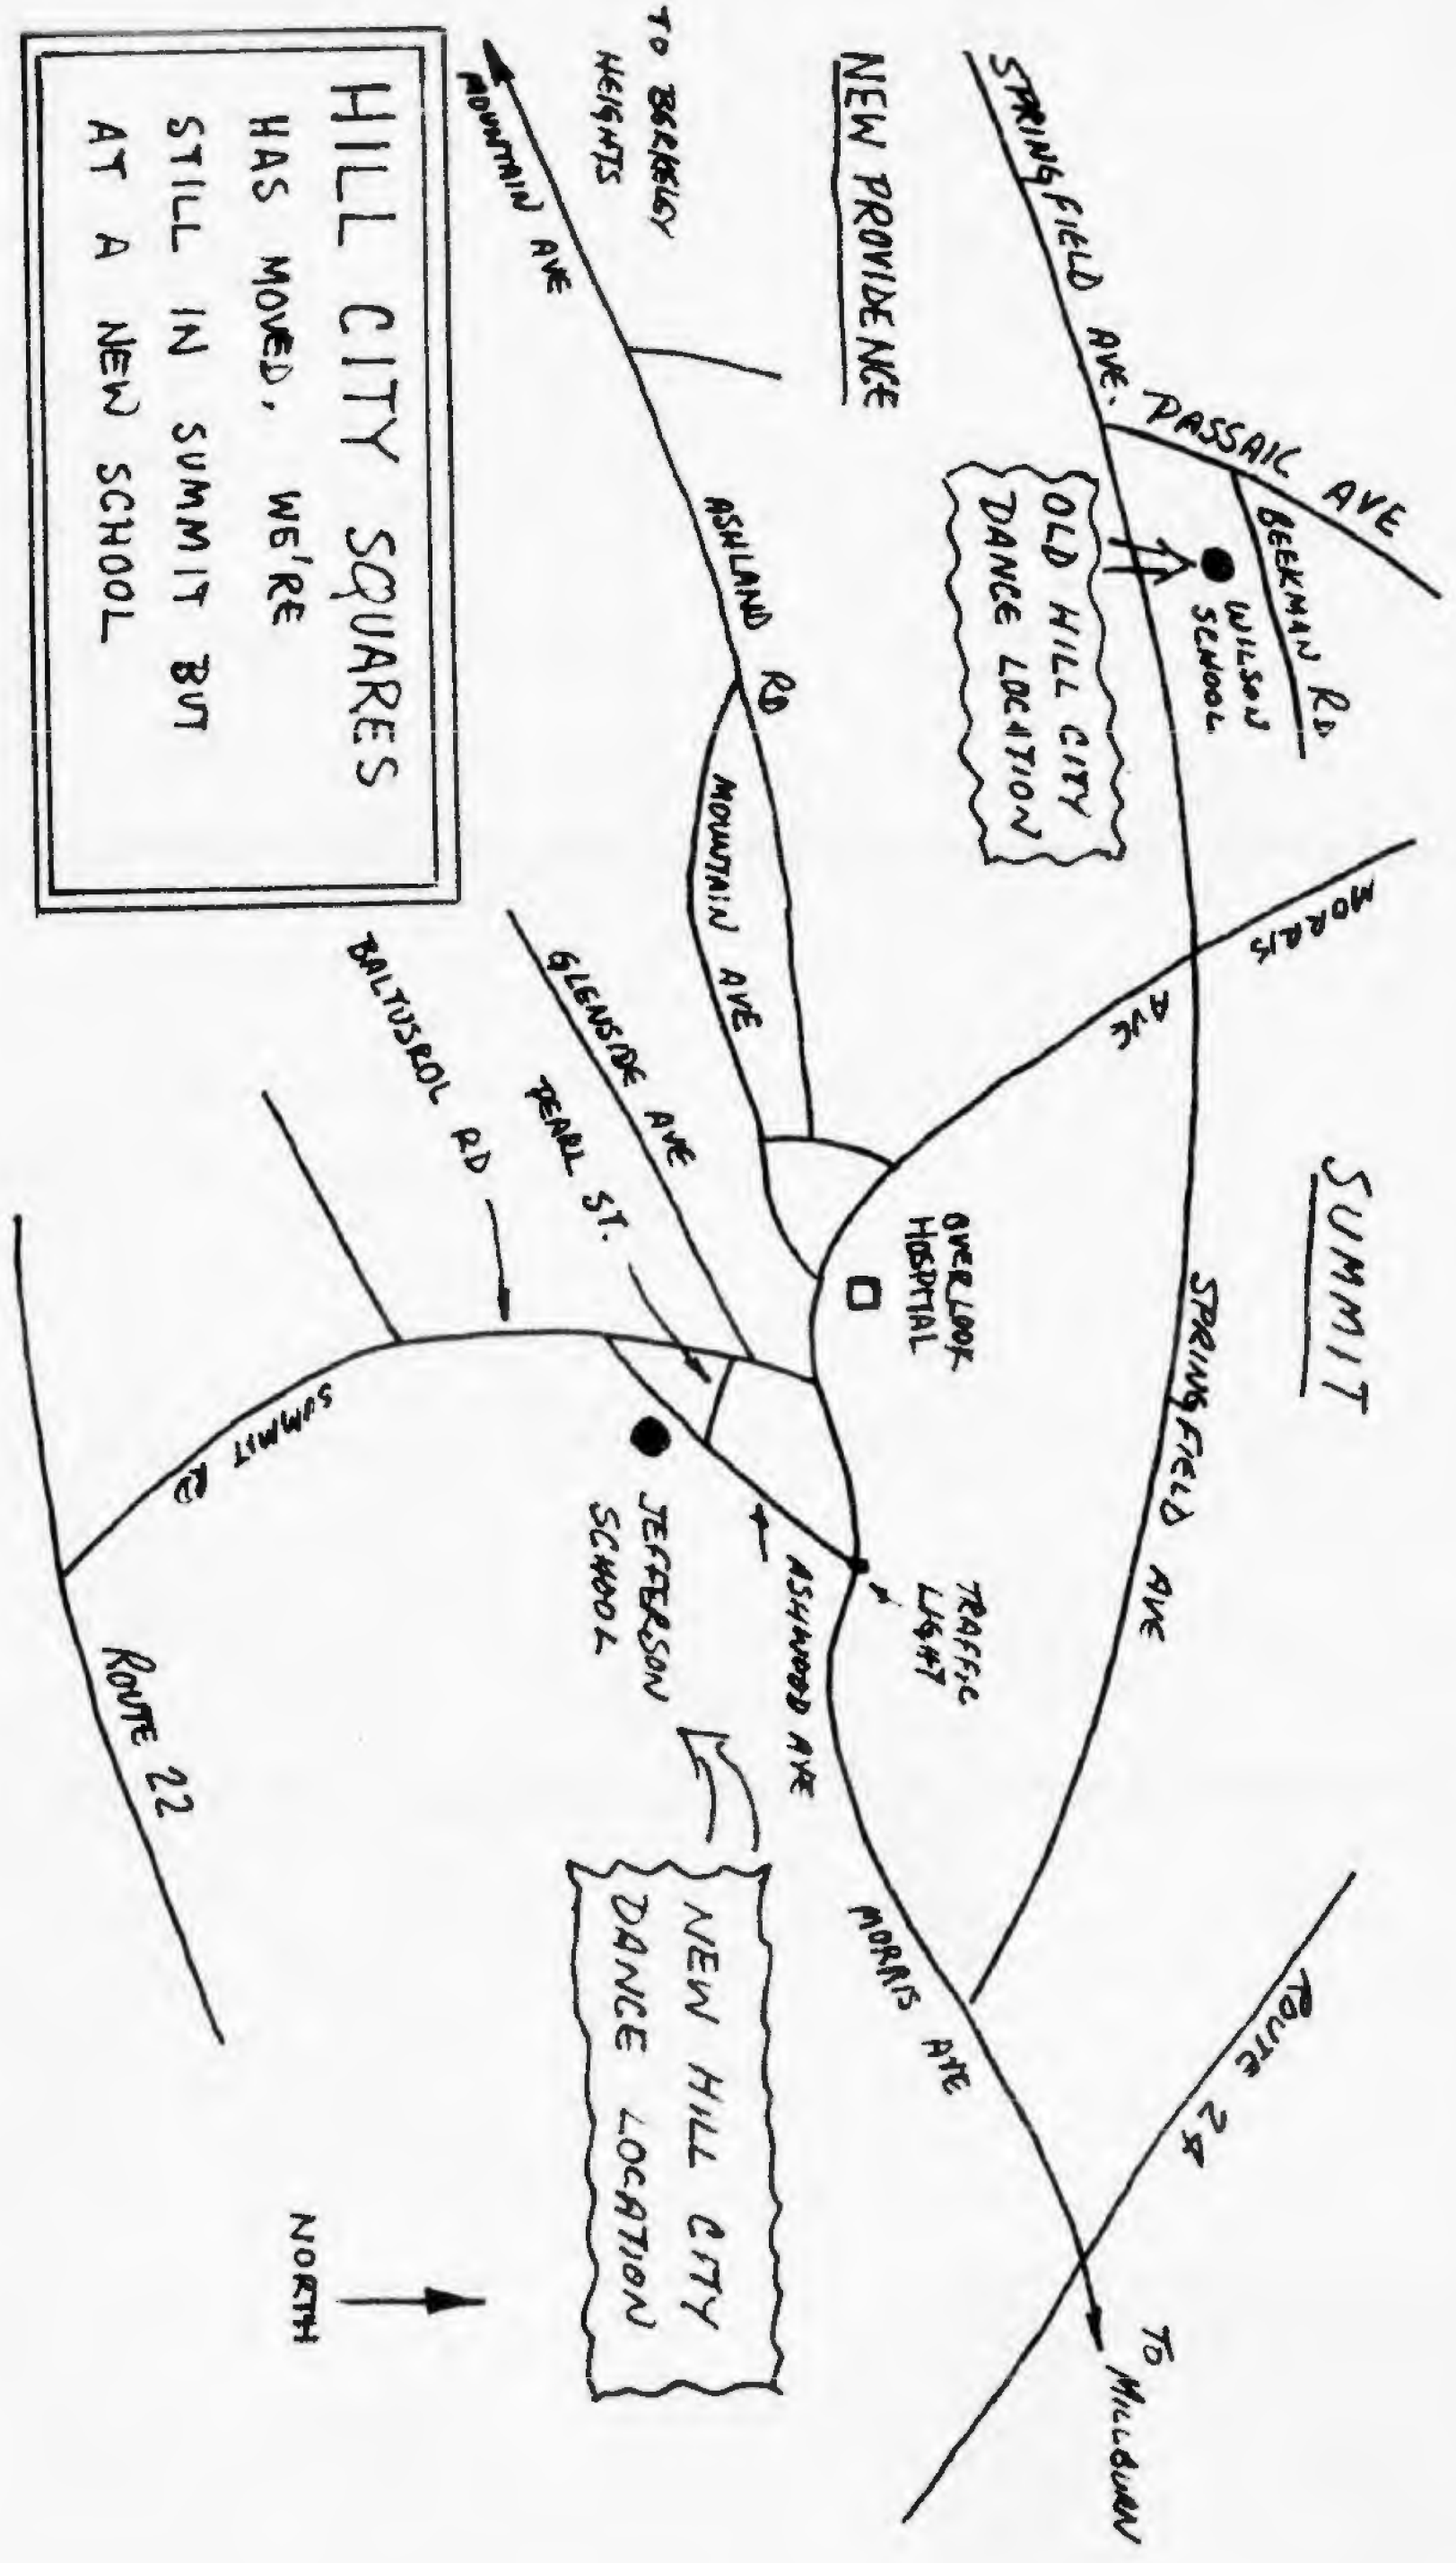 SUMMIT
ROUTE 24
TO
MILLBURN
PASSAIC AVE
BEEKMAN RD
WILSON
SCHOOL
MORRIS
AVE
SPRINGFIELD AVE.
SPRINGFIELD AVE
OLD HILL CITY
DANCE LOCATION
NEW PROVIDENCE
OVERLOOK
HOSPITAL
TRAFFIC
LIGHT
MORRIS AVE
ASHLAND RD
MOUNTAIN AVE
ASHWOOD AVE
TO BERKELEY
HEIGHTS
MOUNTAIN AVE
GLENSIDE AVE
PEARL ST.
BALTUSROL RD
JEFFERSON
SCHOOL
NEW HILL CITY
DANCE LOCATION
HILL CITY SQUARES
HAS MOVED, WE'RE
STILL IN SUMMIT BUT
AT A NEW SCHOOL
SUMMIT RD
ROUTE 22
NORTH